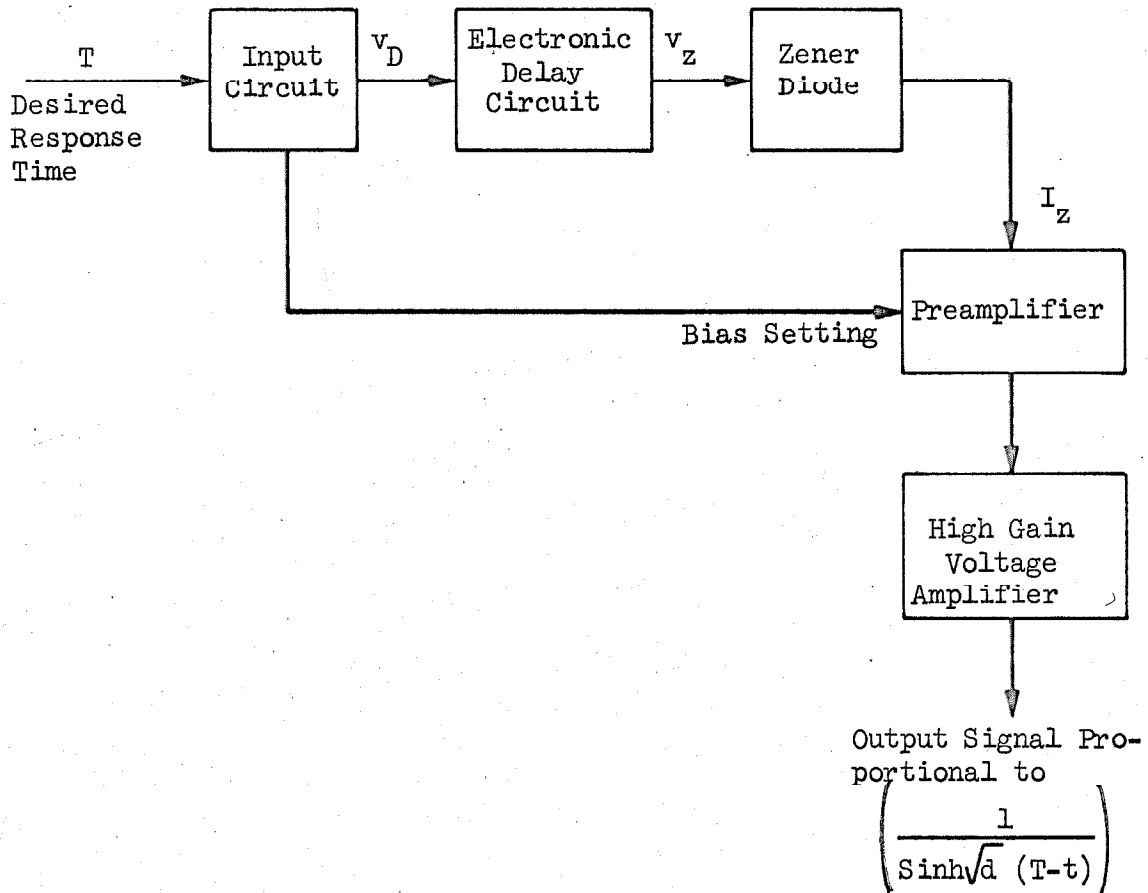 T
Desired
Response
Time
Input
Circuit
v_D
Electronic
Delay
Circuit
v_z
Zener
Diode
I_z
Bias Setting
Preamplifier
High Gain
Voltage
Amplifier
Output Signal Pro-
portional to
(1 / Sinh√d (T-t))